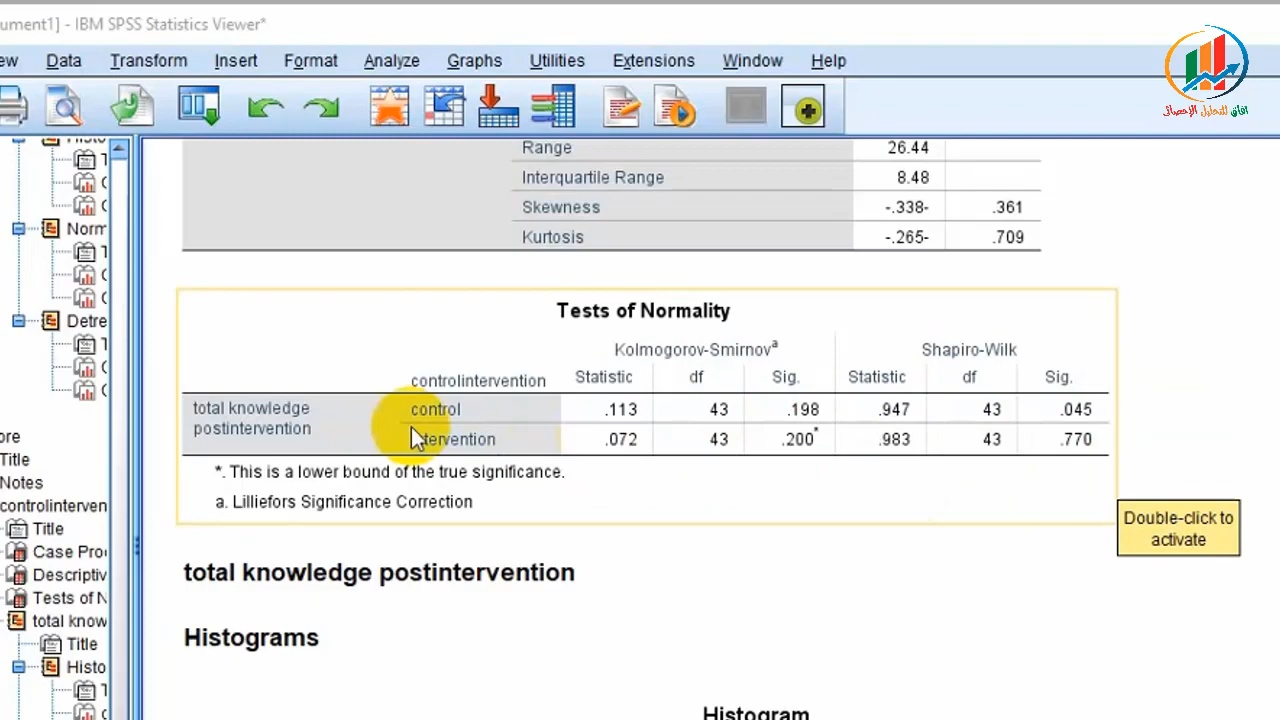 ument1] - IBM SPSS Statistics Viewer*
ew Data Transform Insert Format Analyze Graphs Utilities Extensions Window Help
افاق للتحليل الإحصائي
Histo
Norm
Detre
ore
Title
Notes
controlinterven
Title
Case Pro
Descriptiv
Tests of N
total know
Title
Histo
Range 26.44
Interquartile Range 8.48
Skewness -.338- .361
Kurtosis -.265- .709
Tests of Normality
Kolmogorov-Smirnovᵃ Shapiro-Wilk
controlintervention Statistic df Sig. Statistic df Sig.
total knowledge postintervention control .113 43 .198 .947 43 .045
intervention .072 43 .200* .983 43 .770
*. This is a lower bound of the true significance.
a. Lilliefors Significance Correction
Double-click to
activate
total knowledge postintervention
Histograms
Histogram